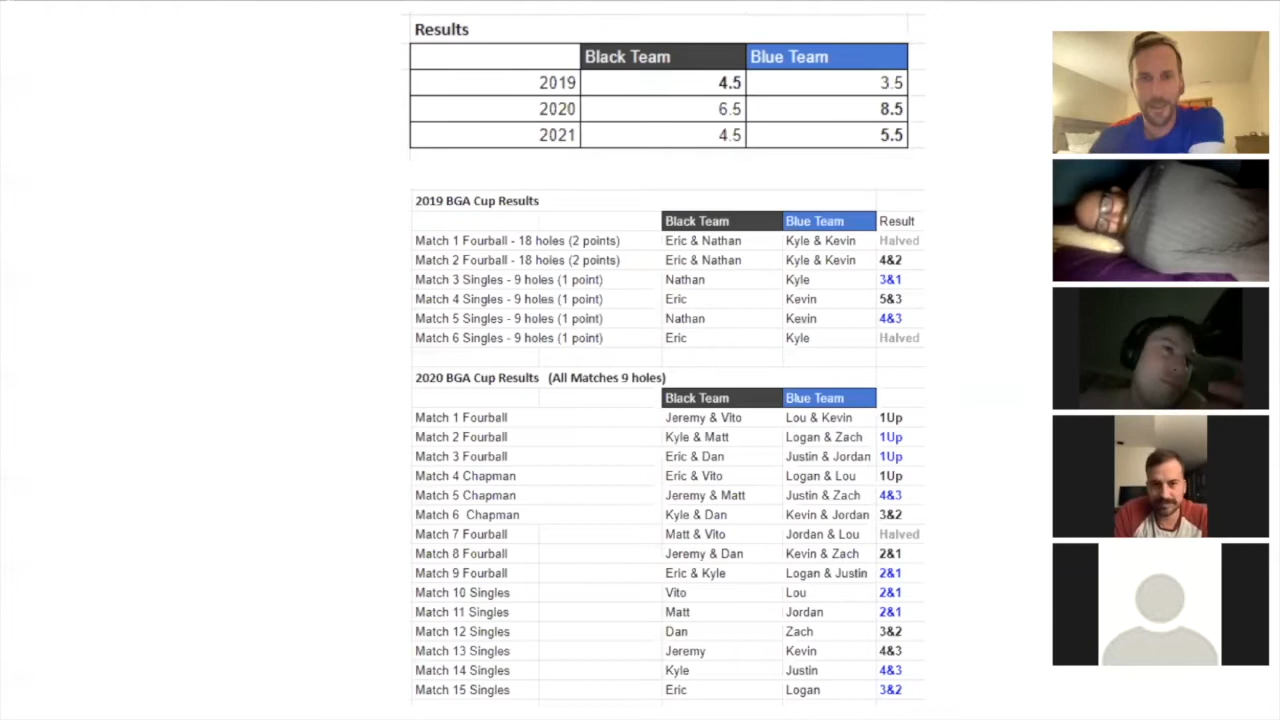 Results
Black Team Blue Team
2019 4.5 3.5
2020 6.5 8.5
2021 4.5 5.5
2019 BGA Cup Results
Black Team Blue Team Result
Match 1 Fourball - 18 holes (2 points) Eric & Nathan Kyle & Kevin Halved
Match 2 Fourball - 18 holes (2 points) Eric & Nathan Kyle & Kevin 4&2
Match 3 Singles - 9 holes (1 point) Nathan Kyle 3&1
Match 4 Singles - 9 holes (1 point) Eric Kevin 5&3
Match 5 Singles - 9 holes (1 point) Nathan Kevin 4&3
Match 6 Singles - 9 holes (1 point) Eric Kyle Halved
2020 BGA Cup Results (All Matches 9 holes)
Black Team Blue Team
Match 1 Fourball Jeremy & Vito Lou & Kevin 1Up
Match 2 Fourball Kyle & Matt Logan & Zach 1Up
Match 3 Fourball Eric & Dan Justin & Jordan 1Up
Match 4 Chapman Eric & Vito Logan & Lou 1Up
Match 5 Chapman Jeremy & Matt Justin & Zach 4&3
Match 6 Chapman Kyle & Dan Kevin & Jordan 3&2
Match 7 Fourball Matt & Vito Jordan & Lou Halved
Match 8 Fourball Jeremy & Dan Kevin & Zach 2&1
Match 9 Fourball Eric & Kyle Logan & Justin 2&1
Match 10 Singles Vito Lou 2&1
Match 11 Singles Matt Jordan 2&1
Match 12 Singles Dan Zach 3&2
Match 13 Singles Jeremy Kevin 4&3
Match 14 Singles Kyle Justin 4&3
Match 15 Singles Eric Logan 3&2